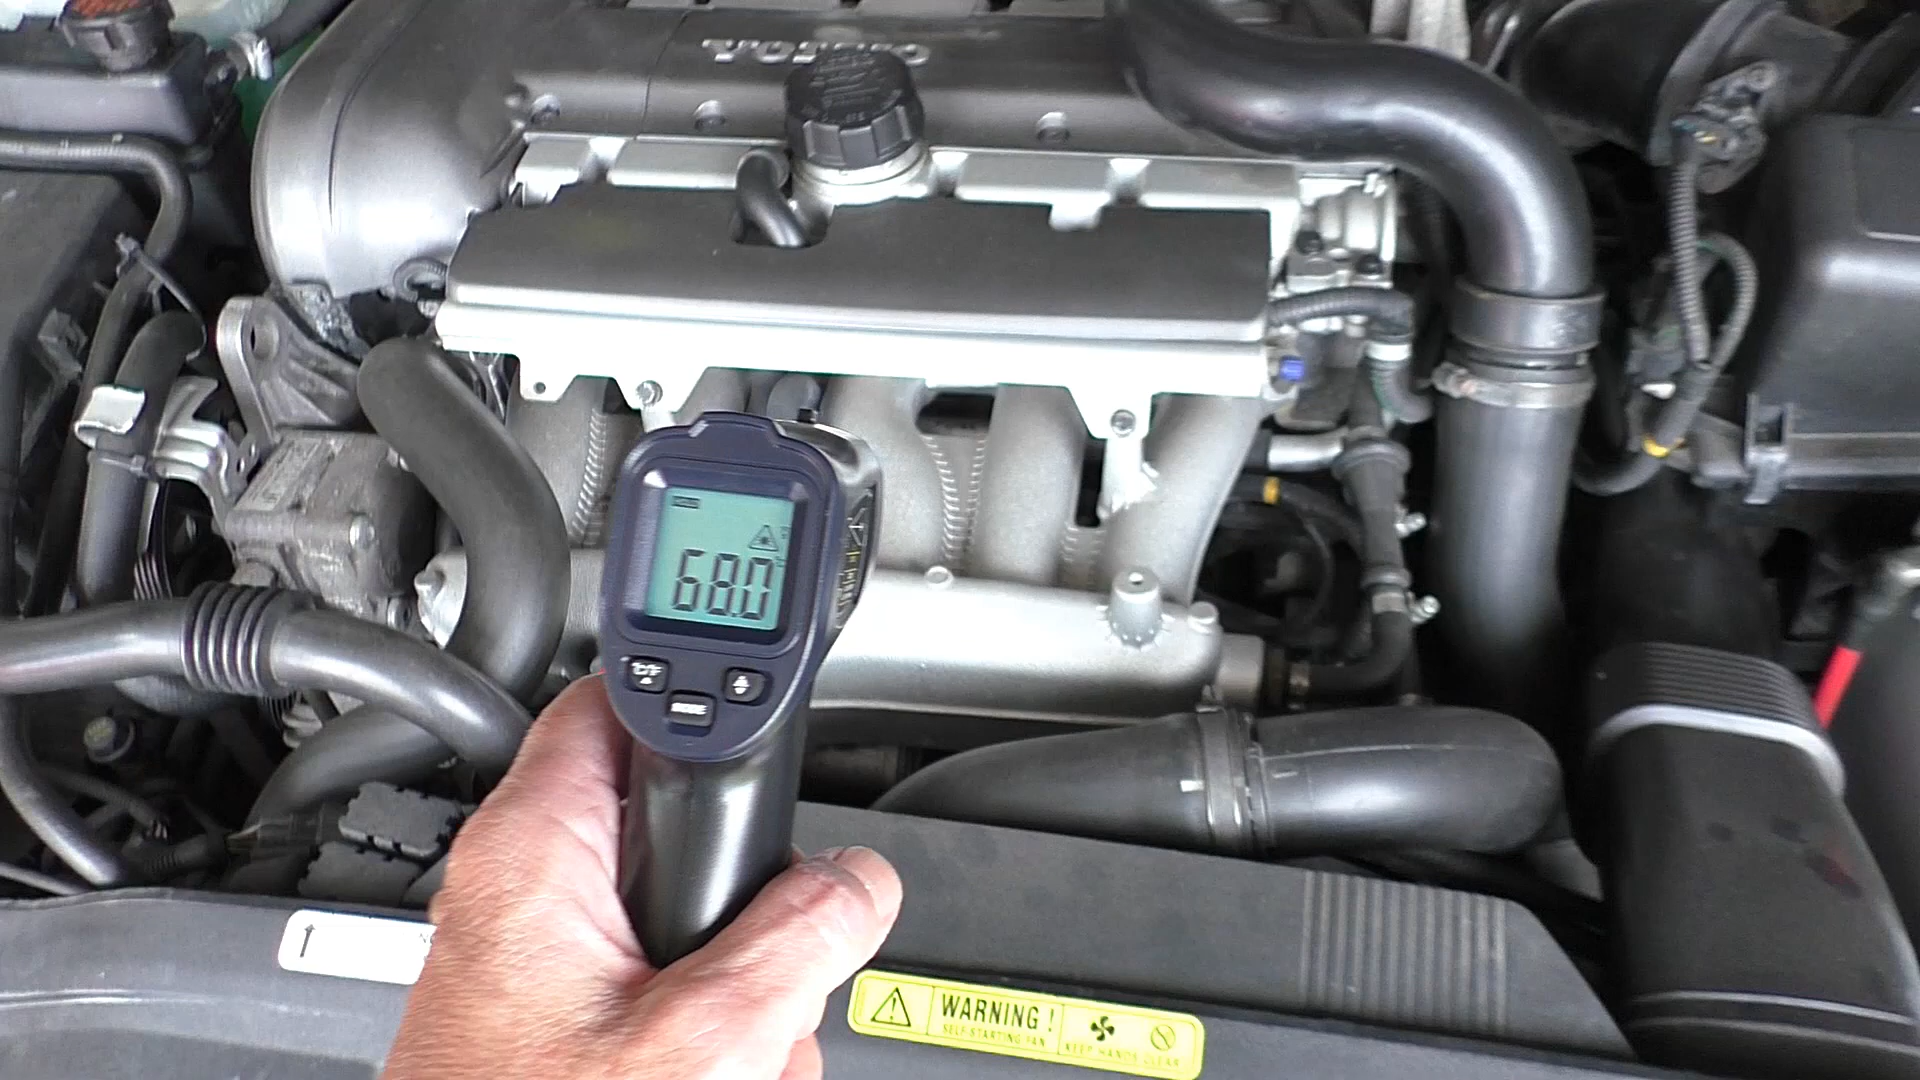 VOLVO
68.0
°C/°F
MODE
WARNING !
SELF-STARTING FAN
KEEP HANDS CLEAR